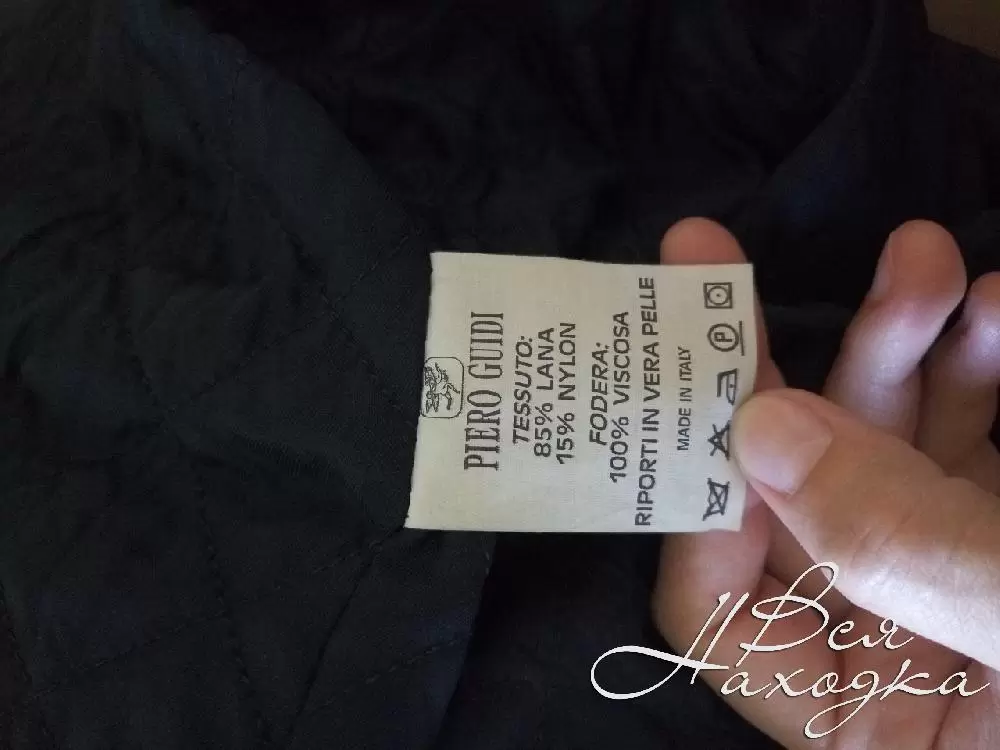 PIERO GUIDI
TESSUTO:
85% LANA
15% NYLON
FODERA:
100% VISCOSA
RIPORTI IN VERA PELLE
MADE IN ITALY
P
Вся
Находка